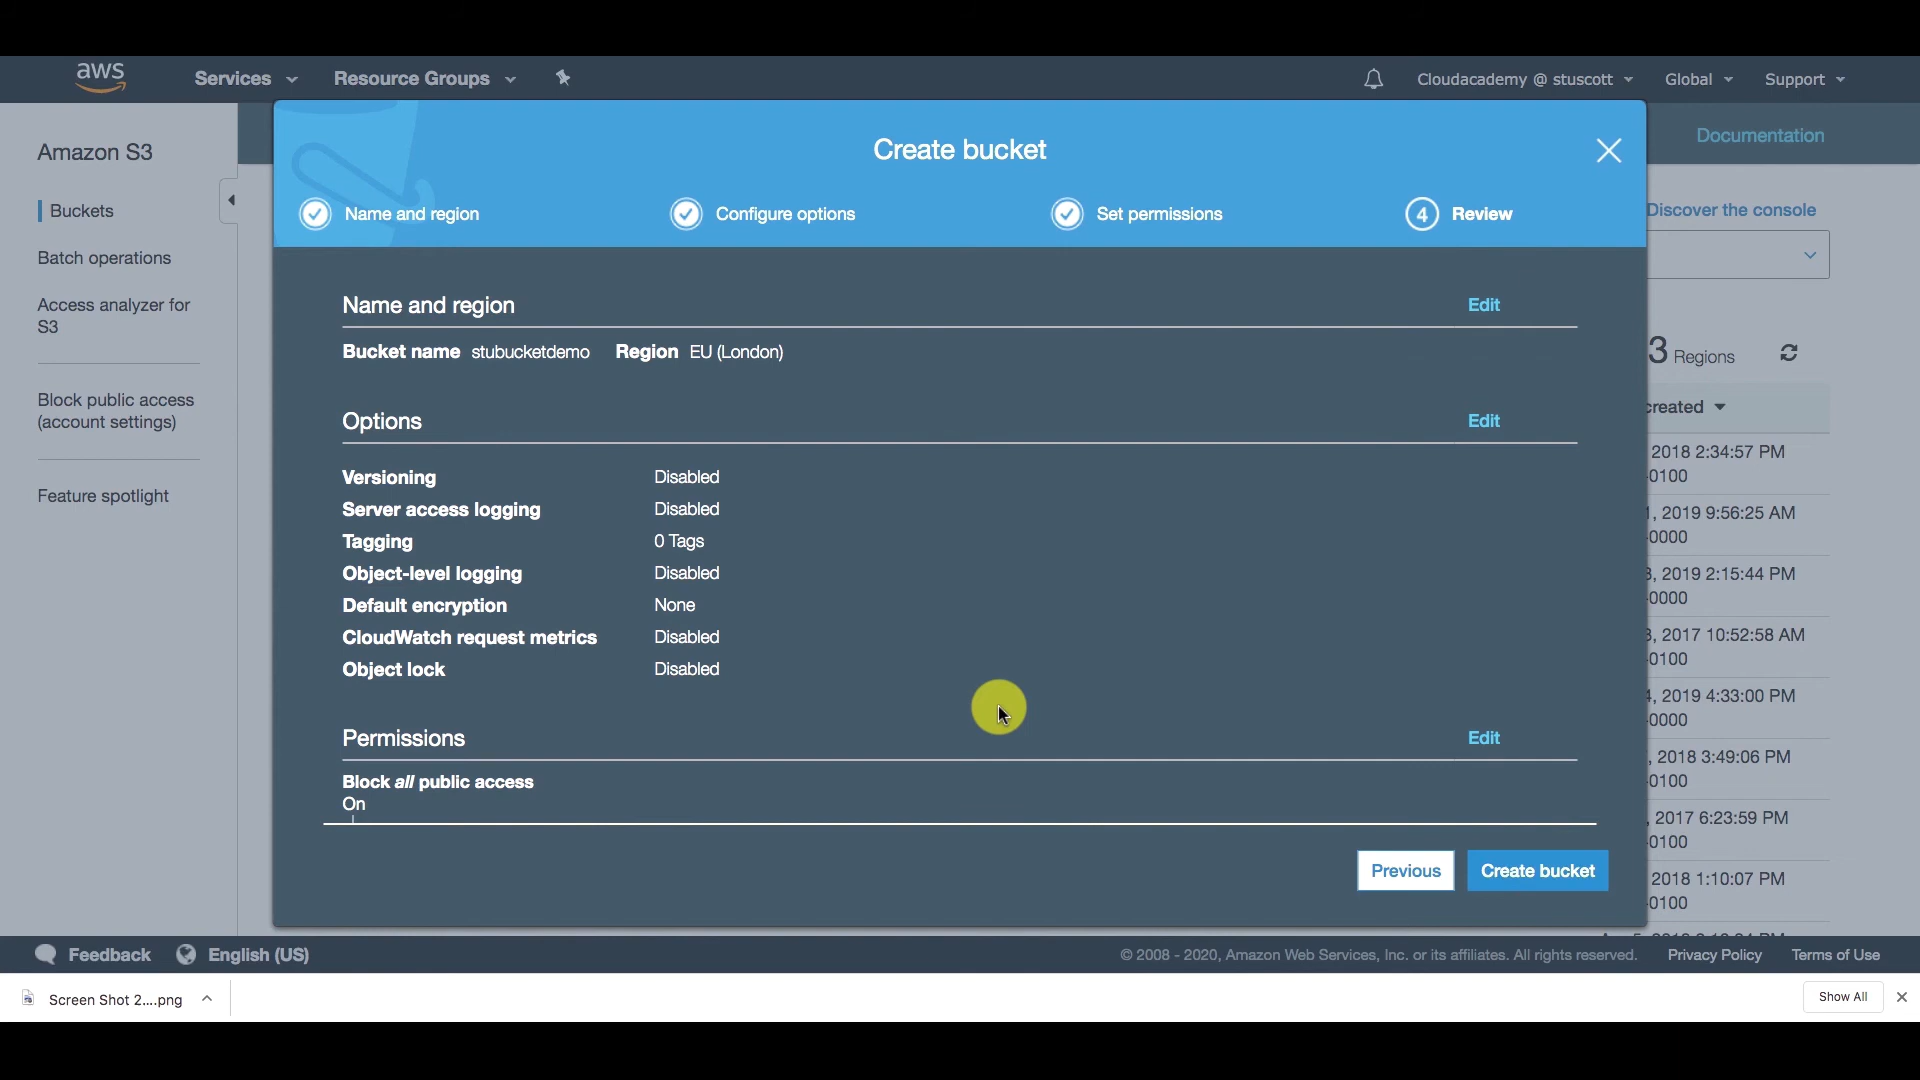 aws Services Resource Groups Cloudacademy @ stuscott Global Support
Amazon S3
Buckets
Batch operations
Access analyzer for
S3
Block public access
(account settings)
Feature spotlight
Create bucket
Name and region Configure options Set permissions 4 Review
Name and region Edit
Bucket name stubucketdemo Region EU (London)
Options Edit
Versioning Disabled
Server access logging Disabled
Tagging 0 Tags
Object-level logging Disabled
Default encryption None
CloudWatch request metrics Disabled
Object lock Disabled
Permissions Edit
Block all public access
On
Previous Create bucket
Documentation
Discover the console
3 Regions
created
2018 2:34:57 PM
-0100
, 2019 9:56:25 AM
-0000
, 2019 2:15:44 PM
-0000
, 2017 10:52:58 AM
-0100
, 2019 4:33:00 PM
-0000
, 2018 3:49:06 PM
-0100
, 2017 6:23:59 PM
-0100
2018 1:10:07 PM
-0100
Feedback English (US) © 2008 - 2020, Amazon Web Services, Inc. or its affiliates. All rights reserved. Privacy Policy Terms of Use
Screen Shot 2....png Show All